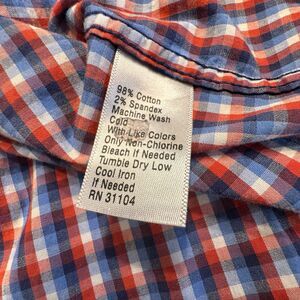 98% Cotton
2% Spandex
Machine Wash
Cold
With Like Colors
Only Non-Chlorine
Bleach If Needed
Tumble Dry Low
Cool Iron
If Needed
RN 31104